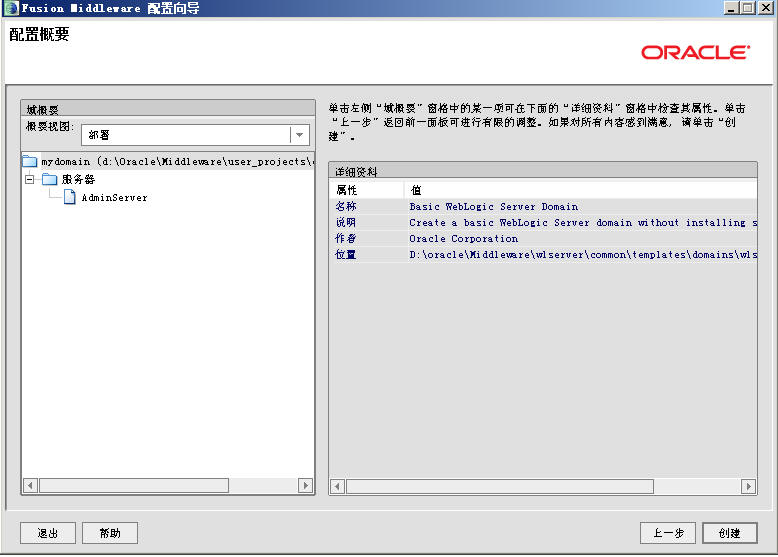 Fusion Middleware 配置向导
配置概要
ORACLE
域概要
概要视图: 部署
mydomain (d:\Oracle\Middleware\user_projects\
服务器
AdminServer
单击左侧“域概要”窗格中的某一项可在下面的“详细资料”窗格中检查其属性。单击
“上一步”返回前一面板可进行有限的调整。如果对所有内容感到满意, 请单击“创
建”。
详细资料
属性 值
名称 Basic WebLogic Server Domain
说明 Create a basic WebLogic Server domain without installing s
作者 Oracle Corporation
位置 D:\oracle\Middleware\wlserver\common\templates\domains\wls
退出 帮助 上一步 创建